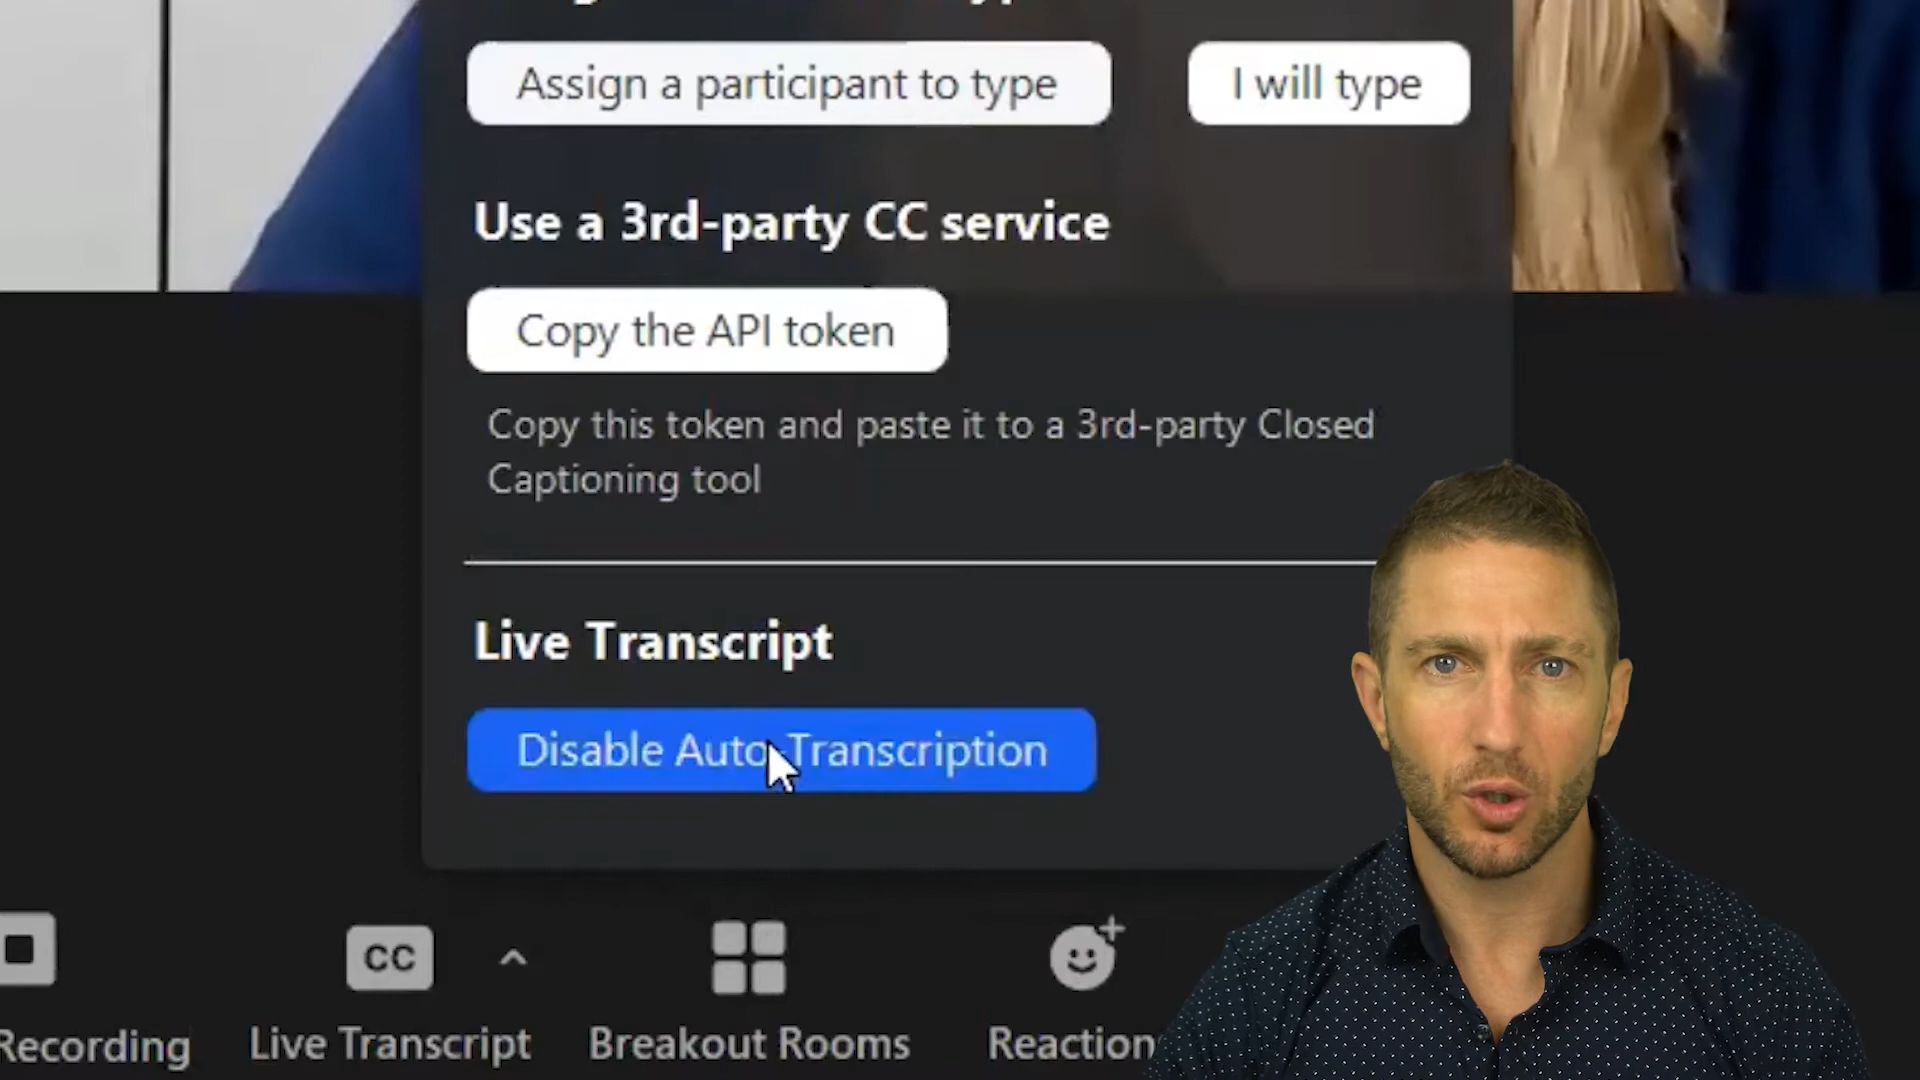 Assign a participant to type
I will type
Use a 3rd-party CC service
Copy the API token
Copy this token and paste it to a 3rd-party Closed
Captioning tool
Live Transcript
Disable Auto-Transcription
CC
Recording
Live Transcript
Breakout Rooms
Reaction